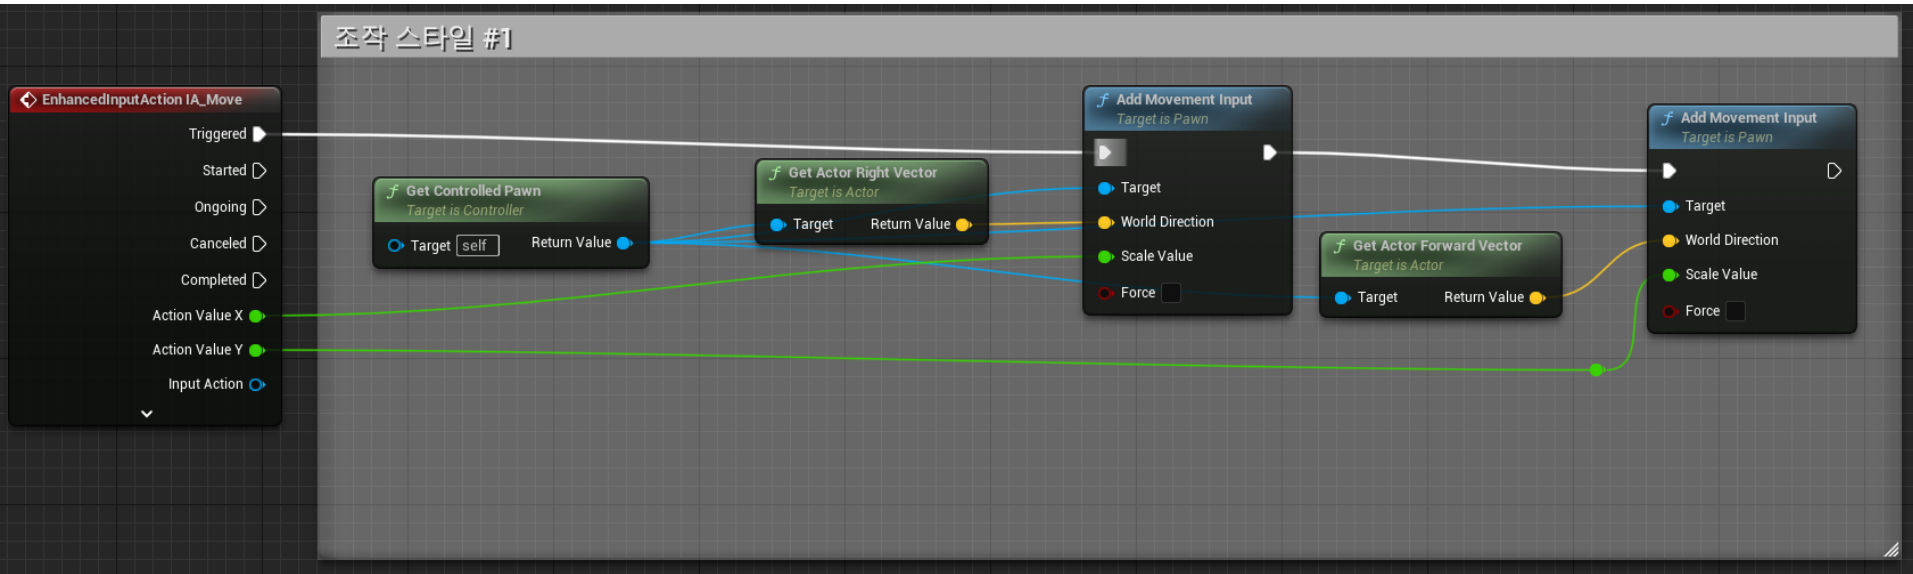 조작 스타일 #1
EnhancedInputAction IA_Move
Triggered
Started
Ongoing
Canceled
Completed
Action Value X
Action Value Y
Input Action
Get Controlled Pawn
Target is Controller
Target self
Return Value
Get Actor Right Vector
Target is Actor
Target
Return Value
Add Movement Input
Target is Pawn
Target
World Direction
Scale Value
Force
Get Actor Forward Vector
Target is Actor
Target
Return Value
Add Movement Input
Target is Pawn
Target
World Direction
Scale Value
Force